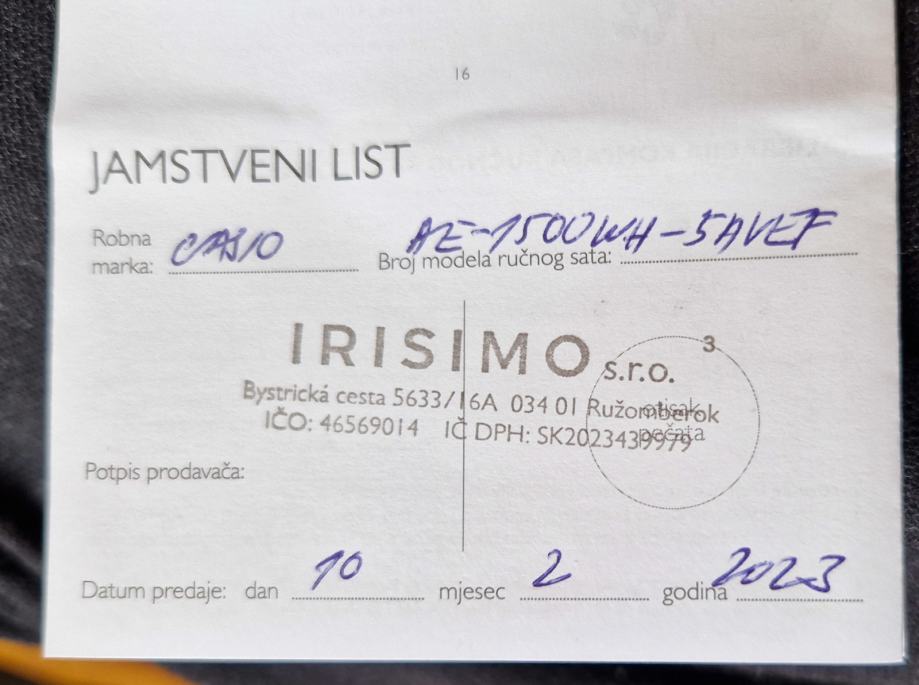 16
JAMSTVENI LIST
Robna marka: CASIO
Broj modela ručnog sata: AE-1500WH-5AVEF
IRISIMO s.r.o. 3
Bystrická cesta 5633/16A 034 01 Ružomberok
IČO: 46569014 IČ DPH: SK2023439979
otisak
pečata
Potpis prodavača:
Datum predaje: dan 10 mjesec 2 godina 2023